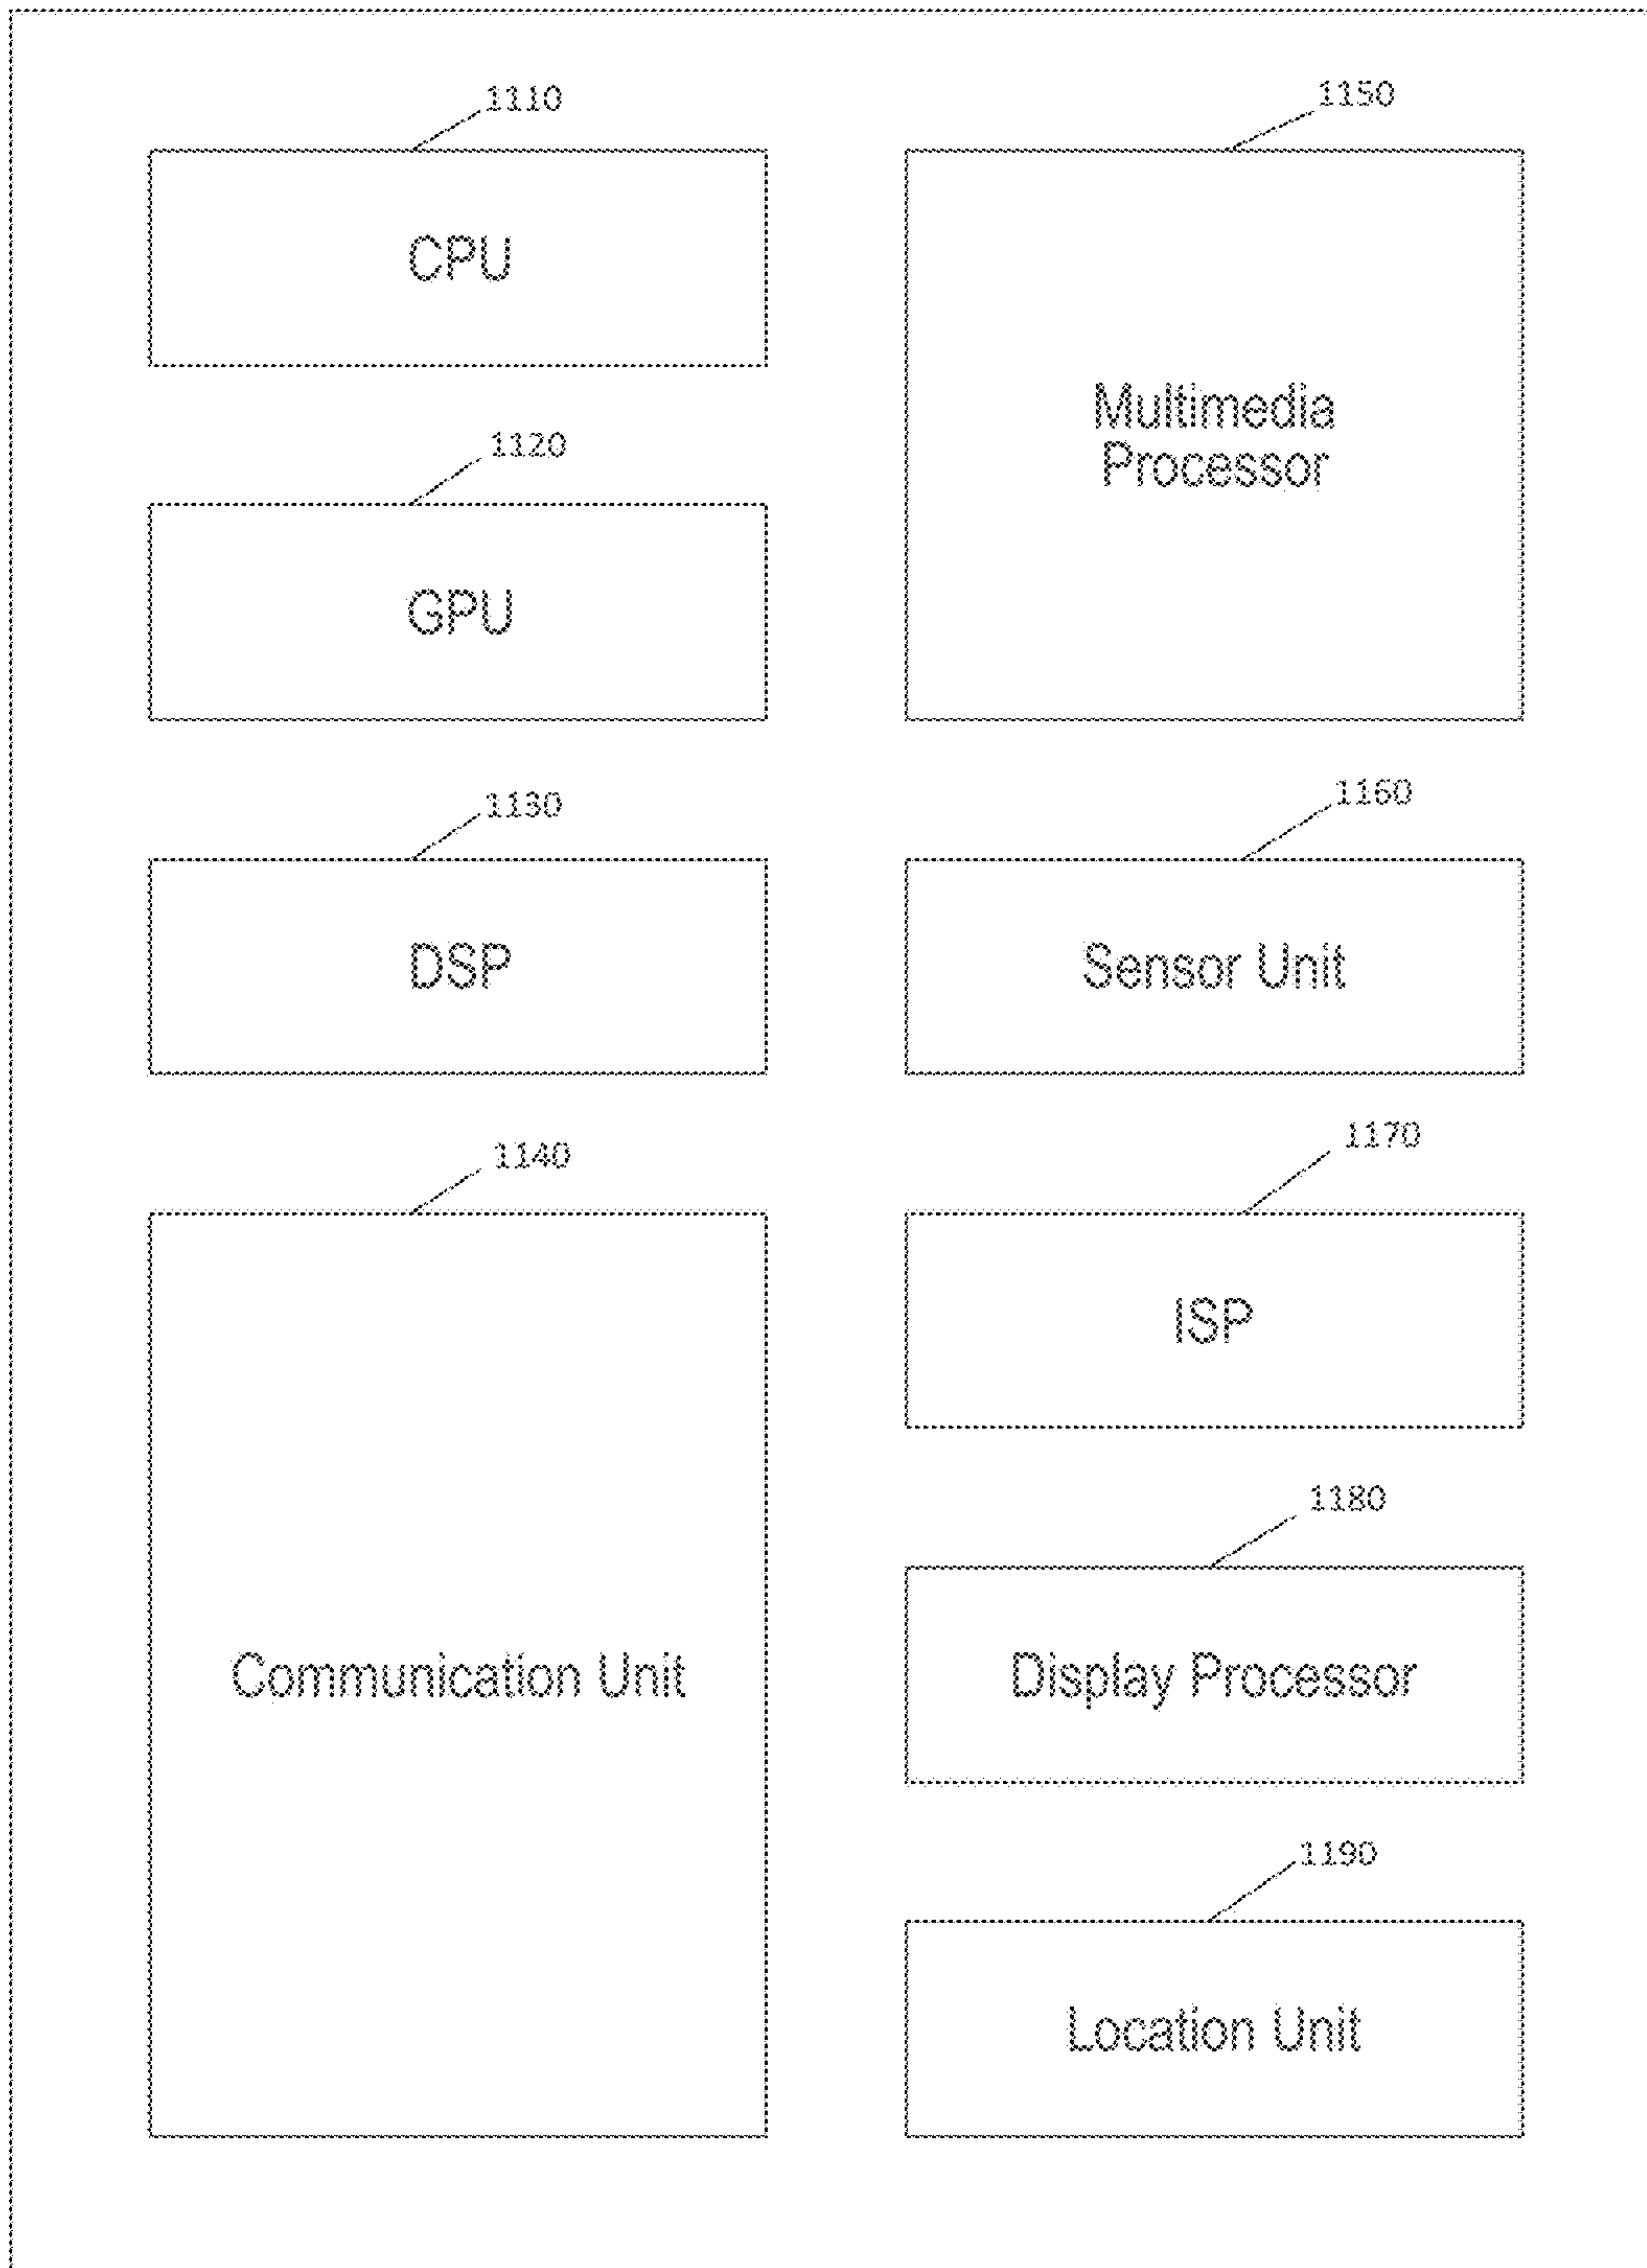 1110
CPU
1120
GPU
1130
DSP
1140
Communication Unit
1150
Multimedia
Processor
1160
Sensor Unit
1170
ISP
1180
Display Processor
1190
Location Unit